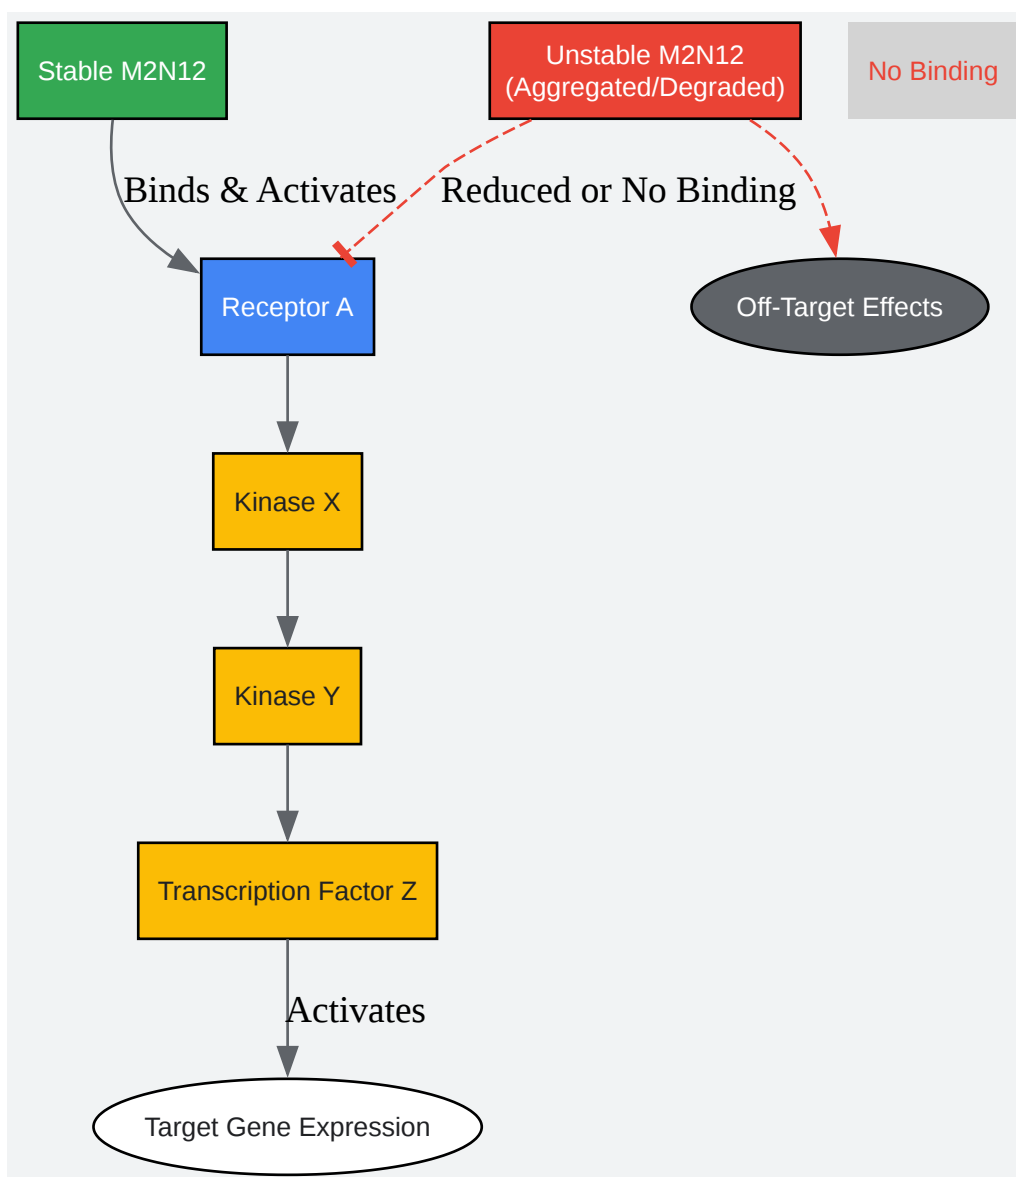 Stable M2N12
Unstable M2N12
(Aggregated/Degraded)
No Binding
Binds & Activates
Reduced or No Binding
Receptor A
Off-Target Effects
Kinase X
Kinase Y
Transcription Factor Z
Activates
Target Gene Expression